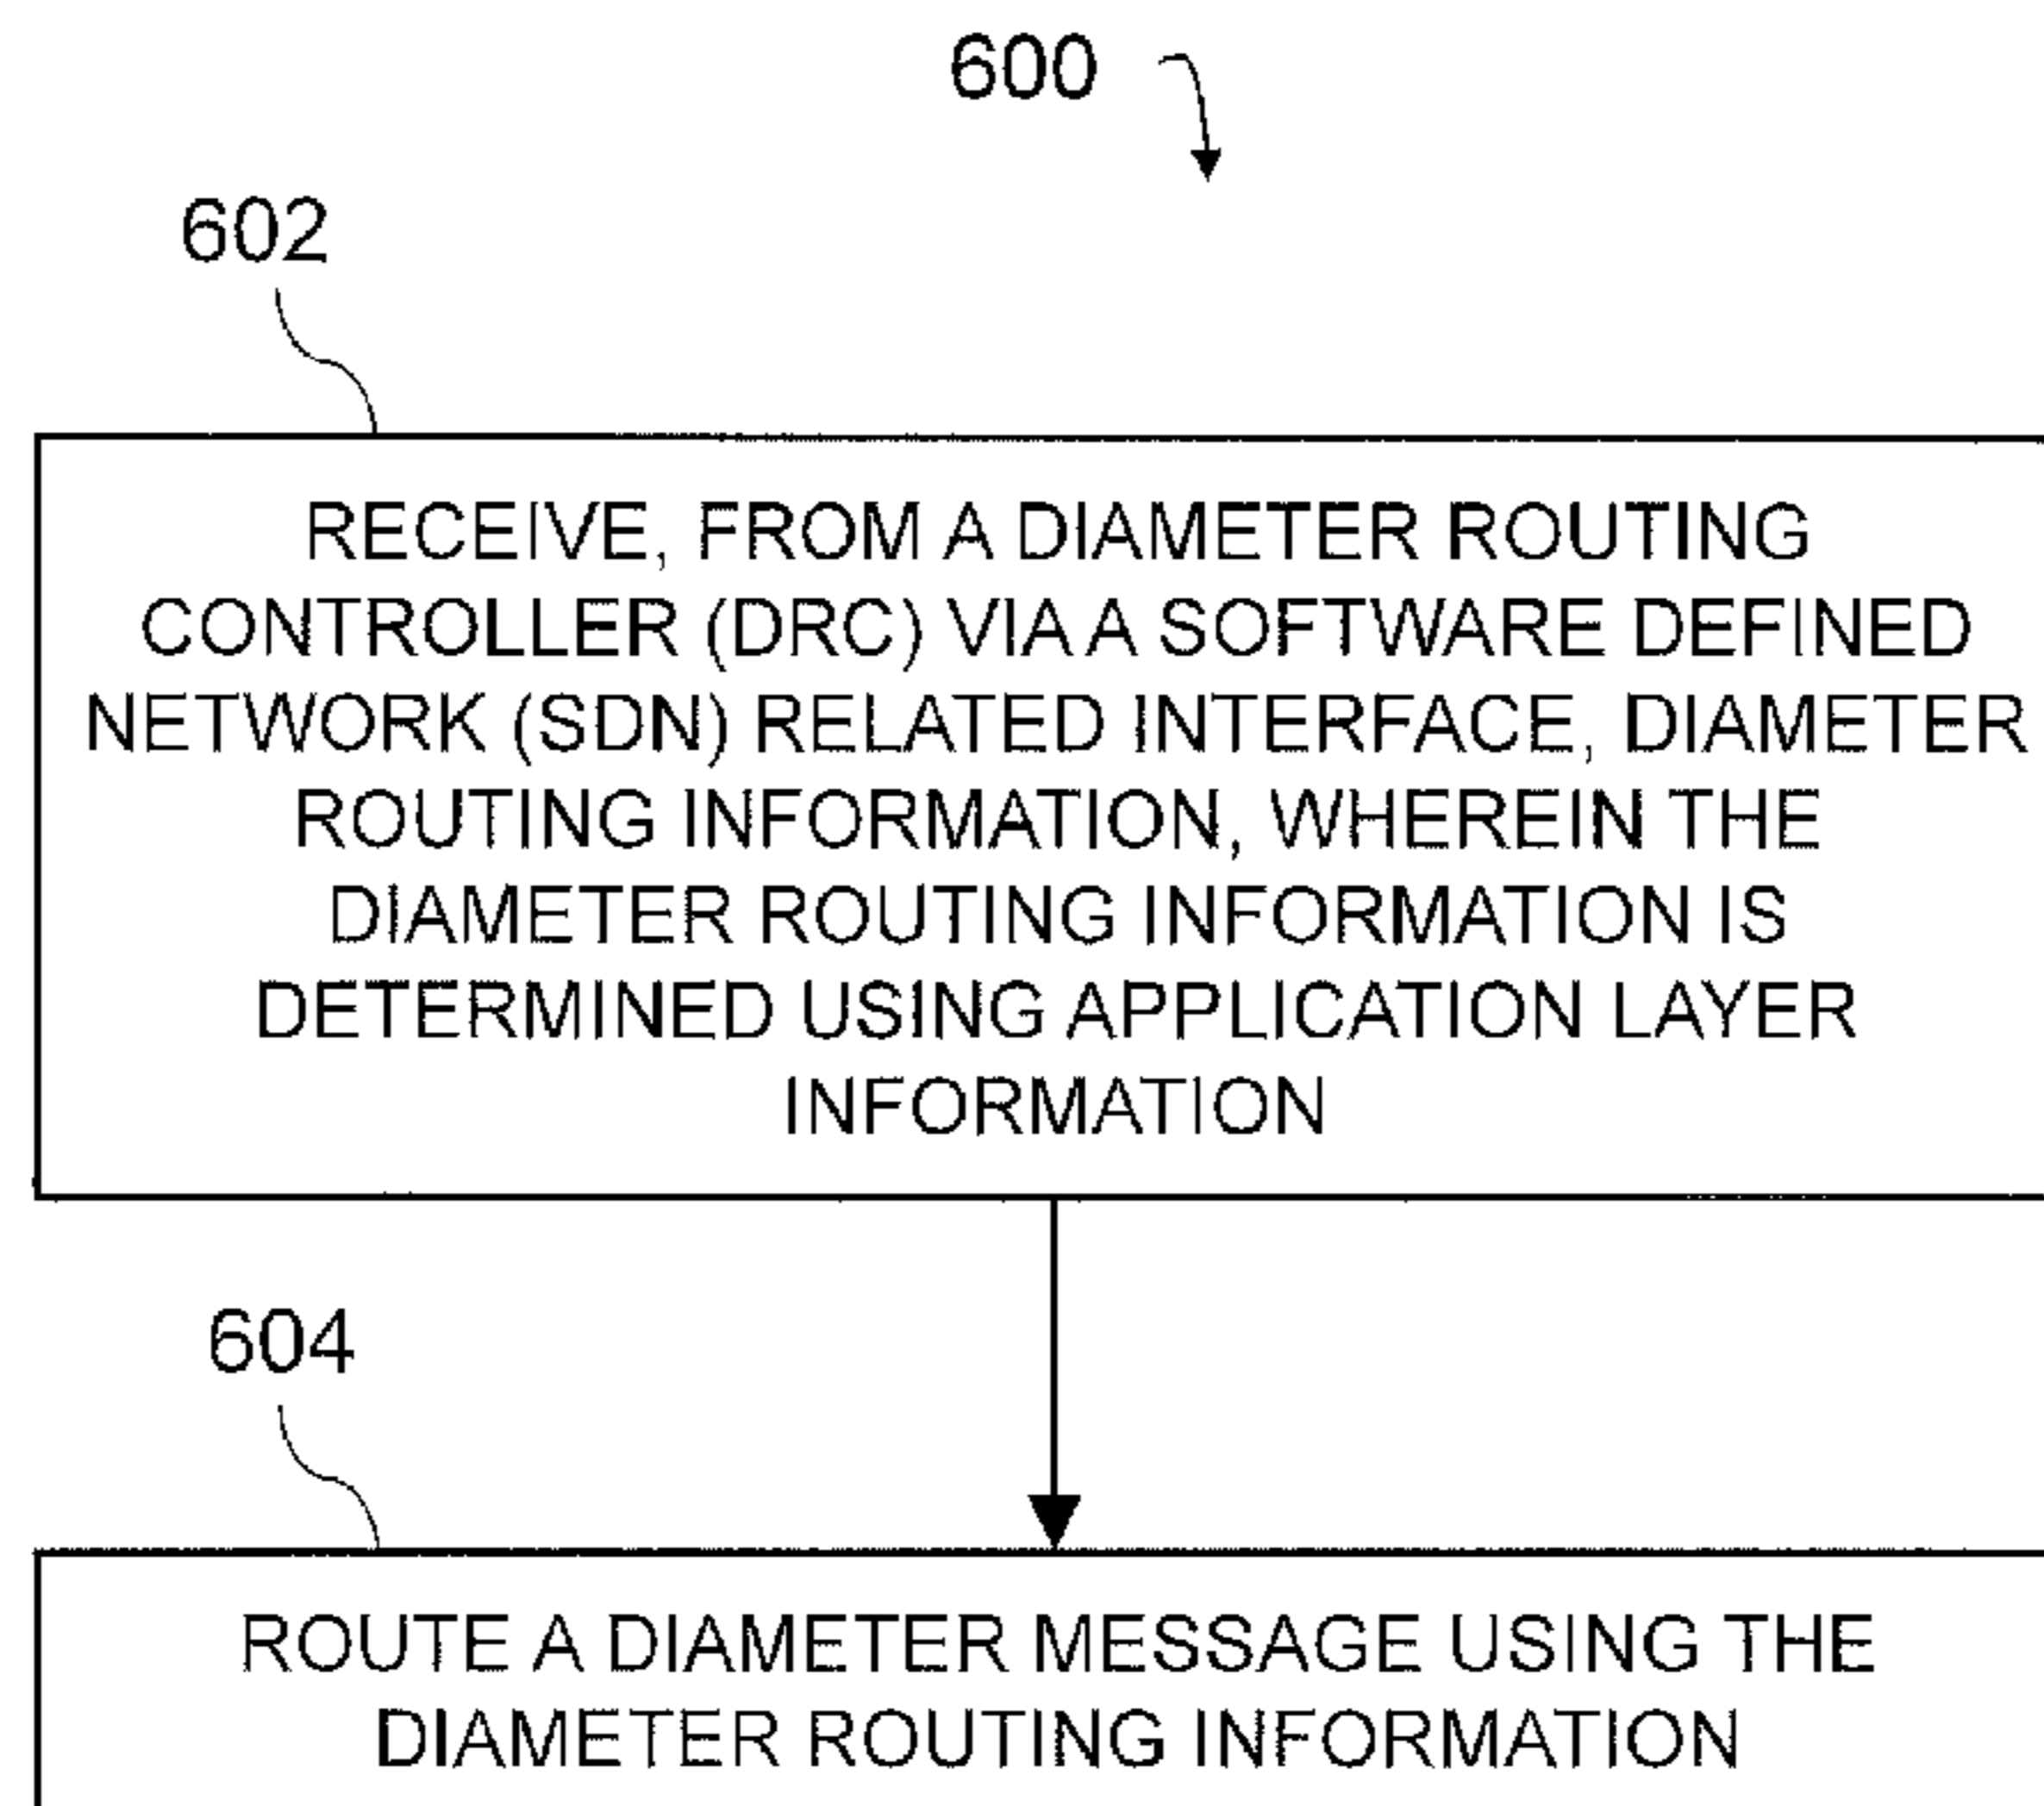 600
602
RECEIVE, FROM A DIAMETER ROUTING
CONTROLLER (DRC) VIA A SOFTWARE DEFINED
NETWORK (SDN) RELATED INTERFACE, DIAMETER
ROUTING INFORMATION, WHEREIN THE
DIAMETER ROUTING INFORMATION IS
DETERMINED USING APPLICATION LAYER
INFORMATION
604
ROUTE A DIAMETER MESSAGE USING THE
DIAMETER ROUTING INFORMATION